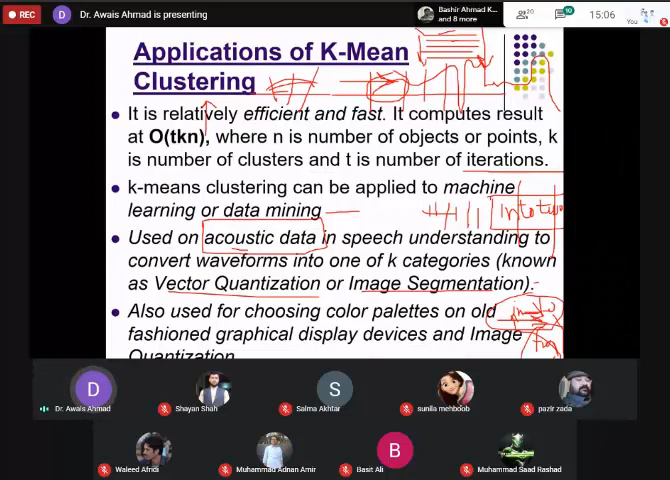 REC
D
Dr. Awais Ahmad is presenting
Bashir Ahmad K...
and 8 more
20
10
15:06
You
Applications of K-Mean
Clustering
• It is relatively efficient and fast. It computes result
at O(tkn), where n is number of objects or points, k
is number of clusters and t is number of iterations.
• k-means clustering can be applied to machine
learning or data mining
• Used on acoustic data in speech understanding to
convert waveforms into one of k categories (known
as Vector Quantization or Image Segmentation).
• Also used for choosing color palettes on old
fashioned graphical display devices and Image
Quantization
D
Dr. Awais Ahmad
Shayan Shah
S
Salma Akhtar
sunila mehboob
pazir zada
Waleed Afridi
Muhammad Adnan Amir
B
Basit Ali
Muhammad Saad Rashad